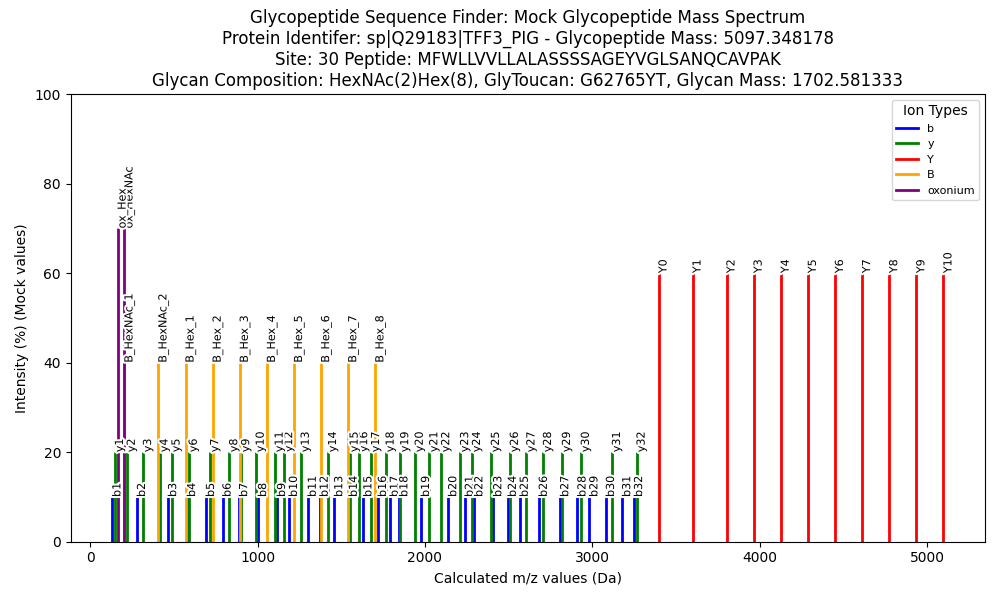 Glycopeptide Sequence Finder: Mock Glycopeptide Mass Spectrum
Protein Identifer: sp|Q29183|TFF3_PIG - Glycopeptide Mass: 5097.348178
Site: 30 Peptide: MFWLLVVLLALASSSSAGEYVGLSANQCAVPAK
Glycan Composition: HexNAc(2)Hex(8), GlyToucan: G62765YT, Glycan Mass: 1702.581333
Intensity (%) (Mock values)
100
80
60
40
20
0
Ion Types
b
y
Y
B
oxonium
ox_Hex
ox_HexNAc
Y0
Y1
Y2
Y3
Y4
Y5
Y6
Y7
Y8
Y9
Y10
B_HexNAc_1
B_HexNAc_2
B_Hex_1
B_Hex_2
B_Hex_3
B_Hex_4
B_Hex_5
B_Hex_6
B_Hex_7
B_Hex_8
y1
y2
y3
y4
y5
y6
y7
y8
y9
y10
y11
y12
y13
y14
y15
y16
y17
y18
y19
y20
y21
y22
y23
y24
y25
y26
y27
y28
y29
y30
y31
y32
b1
b2
b3
b4
b5
b6
b7
b8
b9
b10
b11
b12
b13
b14
b15
b16
b17
b18
b19
b20
b21
b22
b23
b24
b25
b26
b27
b28
b29
b30
b31
b32
0
1000
2000
3000
4000
5000
Calculated m/z values (Da)